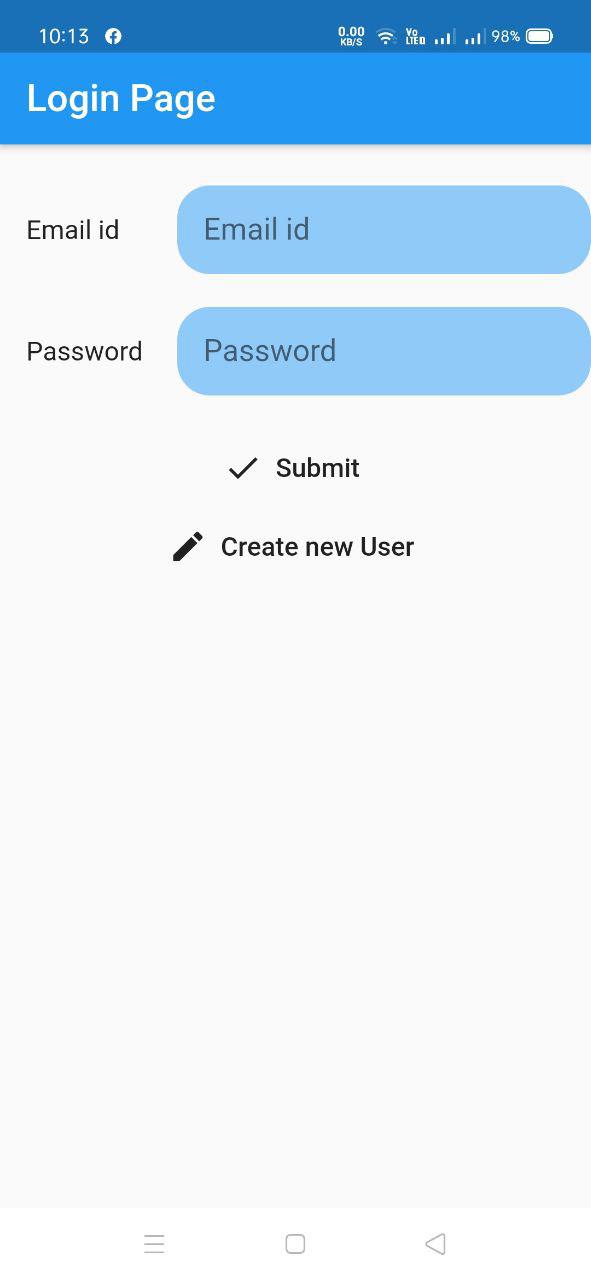 10:13 0.00 KB/S Vo LTE 98%
Login Page
Email id Email id
Password Password
Submit
Create new User